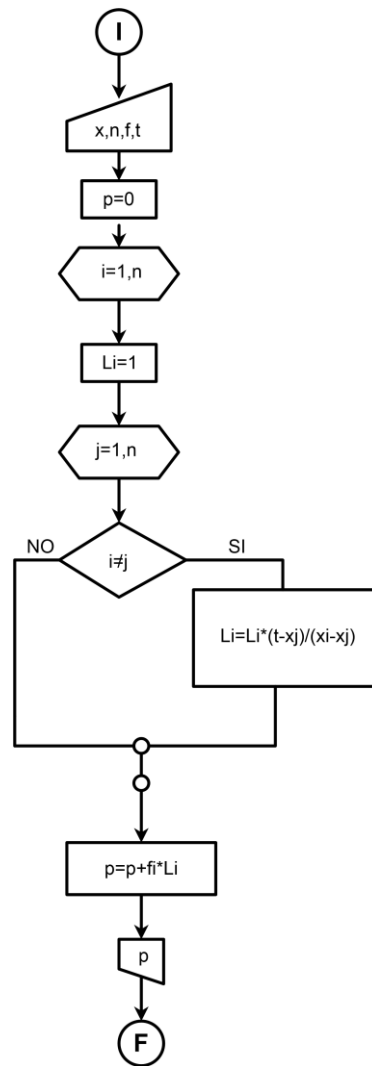 I
x,n,f,t
p=0
i=1,n
Li=1
j=1,n
NO
i≠j
SI
Li=Li*(t-xj)/(xi-xj)
p=p+fi*Li
p
F